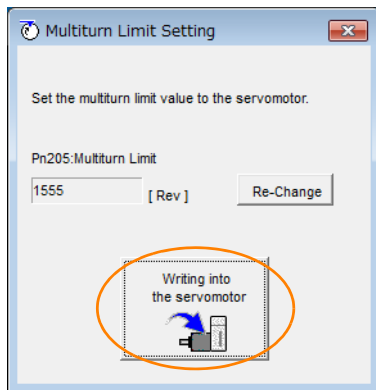 Multiturn Limit Setting
Set the multiturn limit value to the servomotor.
Pn205:Multiturn Limit
1555 [ Rev ] Re-Change
Writing into
the servomotor